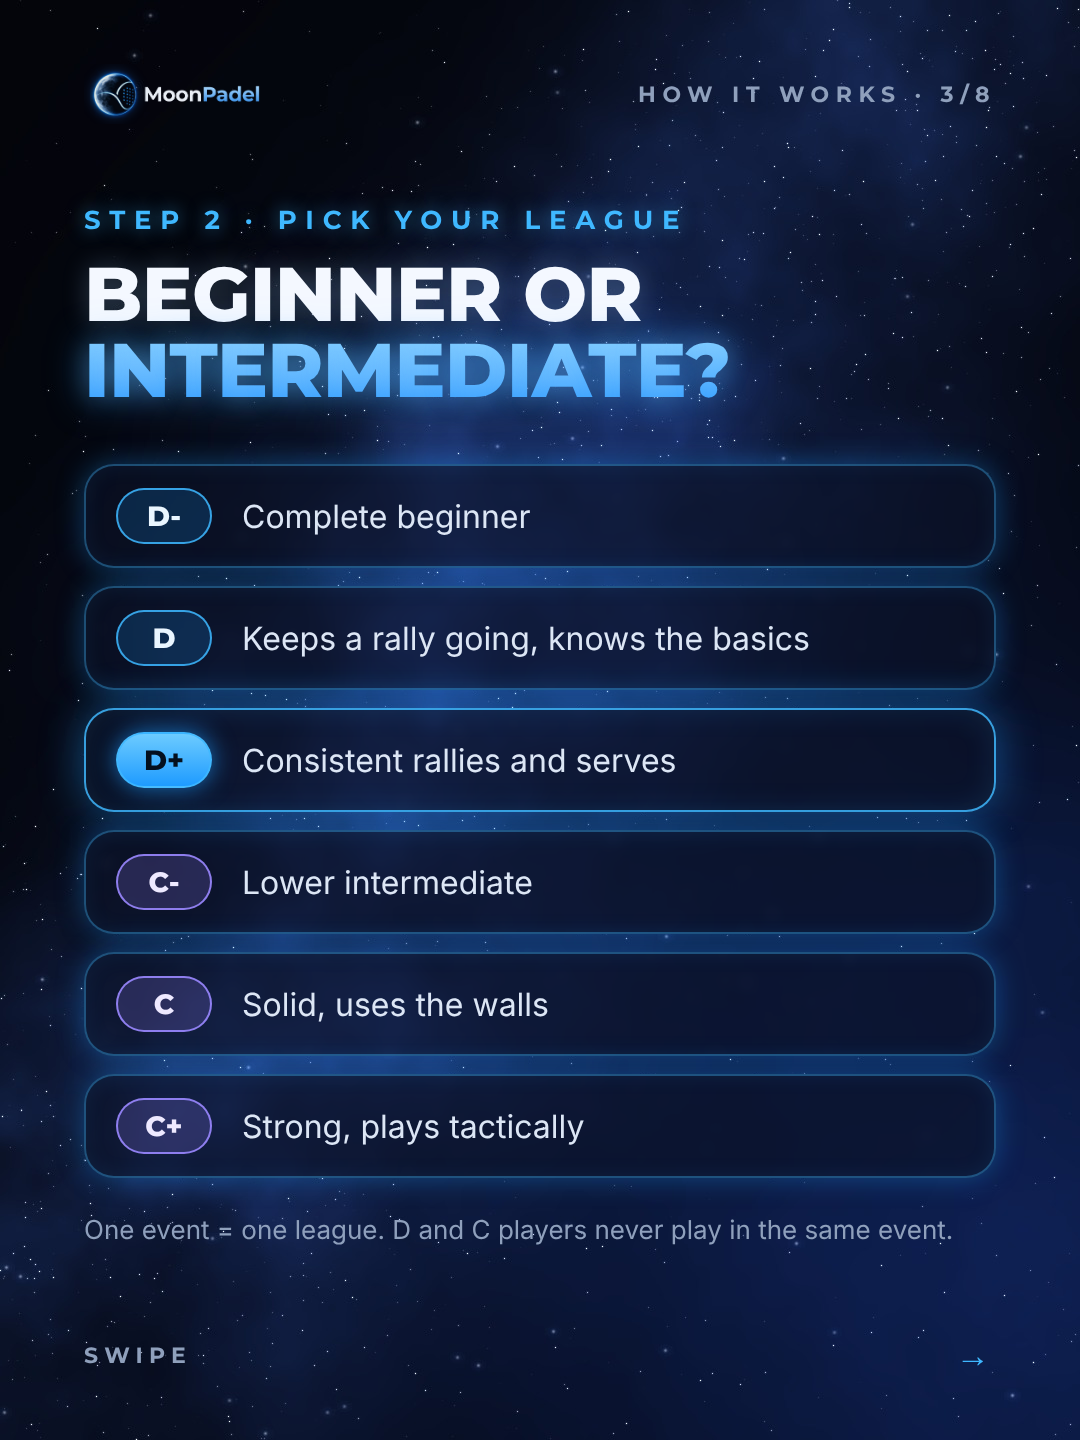 MoonPadel
HOW IT WORKS · 3/8
STEP 2 · PICK YOUR LEAGUE
BEGINNER OR
INTERMEDIATE?
D- Complete beginner
D Keeps a rally going, knows the basics
D+ Consistent rallies and serves
C- Lower intermediate
C Solid, uses the walls
C+ Strong, plays tactically
One event = one league. D and C players never play in the same event.
SWIPE →